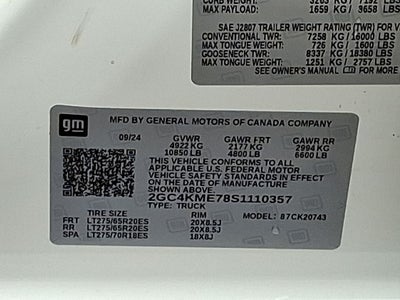 CURB WEIGHT 3263 KG / 7192 LBS
MAX PAYLOAD: 1659 KG / 3658 LBS
SAE J2807 TRAILER WEIGHT RATING (TWR) FOR
CONVENTIONAL TWR: 7258 KG / 16000 LBS
MAX TONGUE WEIGHT: 726 KG / 1600 LBS
GOOSENECK TWR: 8337 KG / 18380 LBS
MAX TONGUE WEIGHT: 1251 KG / 2757 LBS
SEE OWNER'S MANUAL FOR
gm
MFD BY GENERAL MOTORS OF CANADA COMPANY
09/24 GVWR GAWR FRT GAWR RR
4922 KG 2177 KG 2994 KG
10850 LB 4800 LB 6600 LB
THIS VEHICLE CONFORMS TO ALL
APPLICABLE U.S. FEDERAL MOTOR
VEHICLE SAFETY STANDARDS IN
EFFECT ON THE DATE OF
MANUFACTURE SHOWN ABOVE.
2GC4KME78S1110357
TYPE: TRUCK MODEL: 87CK20743
TIRE SIZE RIM
FRT LT275/65R20ES 20X8.5J
RR LT275/65R20ES 20X8.5J
SPA LT275/70R18ES 18X8J